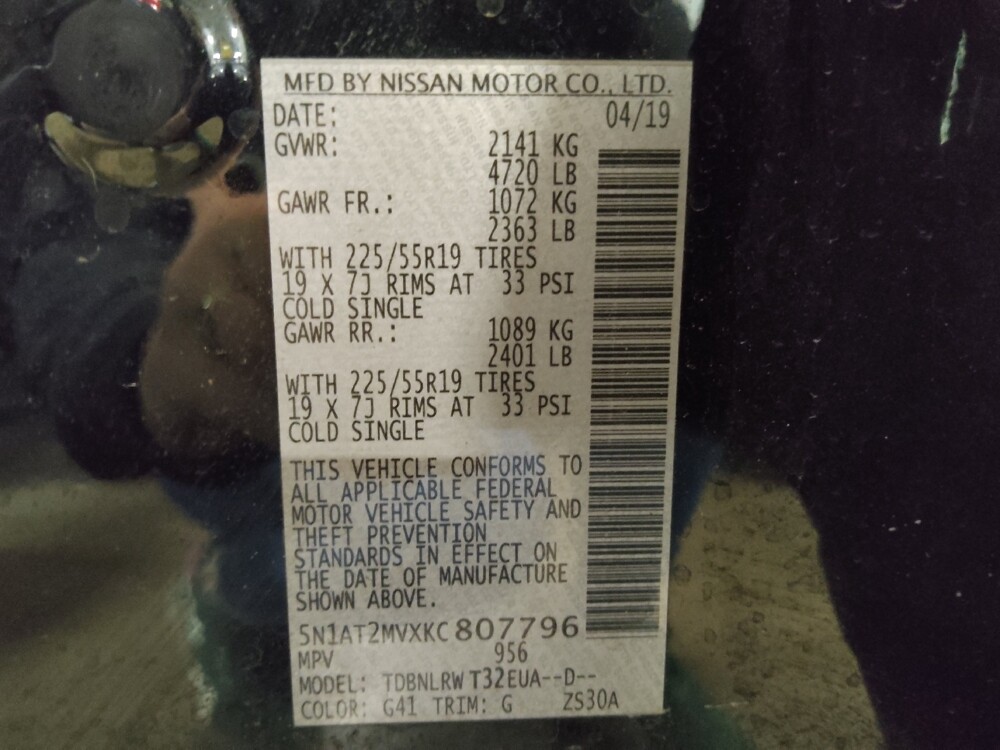 MFD BY NISSAN MOTOR CO., LTD.
DATE: 04/19
GVWR: 2141 KG
4720 LB
GAWR FR.: 1072 KG
2363 LB
WITH 225/55R19 TIRES
19 X 7J RIMS AT 33 PSI
COLD SINGLE
GAWR RR.: 1089 KG
2401 LB
WITH 225/55R19 TIRES
19 X 7J RIMS AT 33 PSI
COLD SINGLE
THIS VEHICLE CONFORMS TO
ALL APPLICABLE FEDERAL
MOTOR VEHICLE SAFETY AND
THEFT PREVENTION
STANDARDS IN EFFECT ON
THE DATE OF MANUFACTURE
SHOWN ABOVE.
5N1AT2MVXKC807796
MPV 956
MODEL: TDBNLRW T32EUA--D--
COLOR: G41 TRIM: G ZS30A